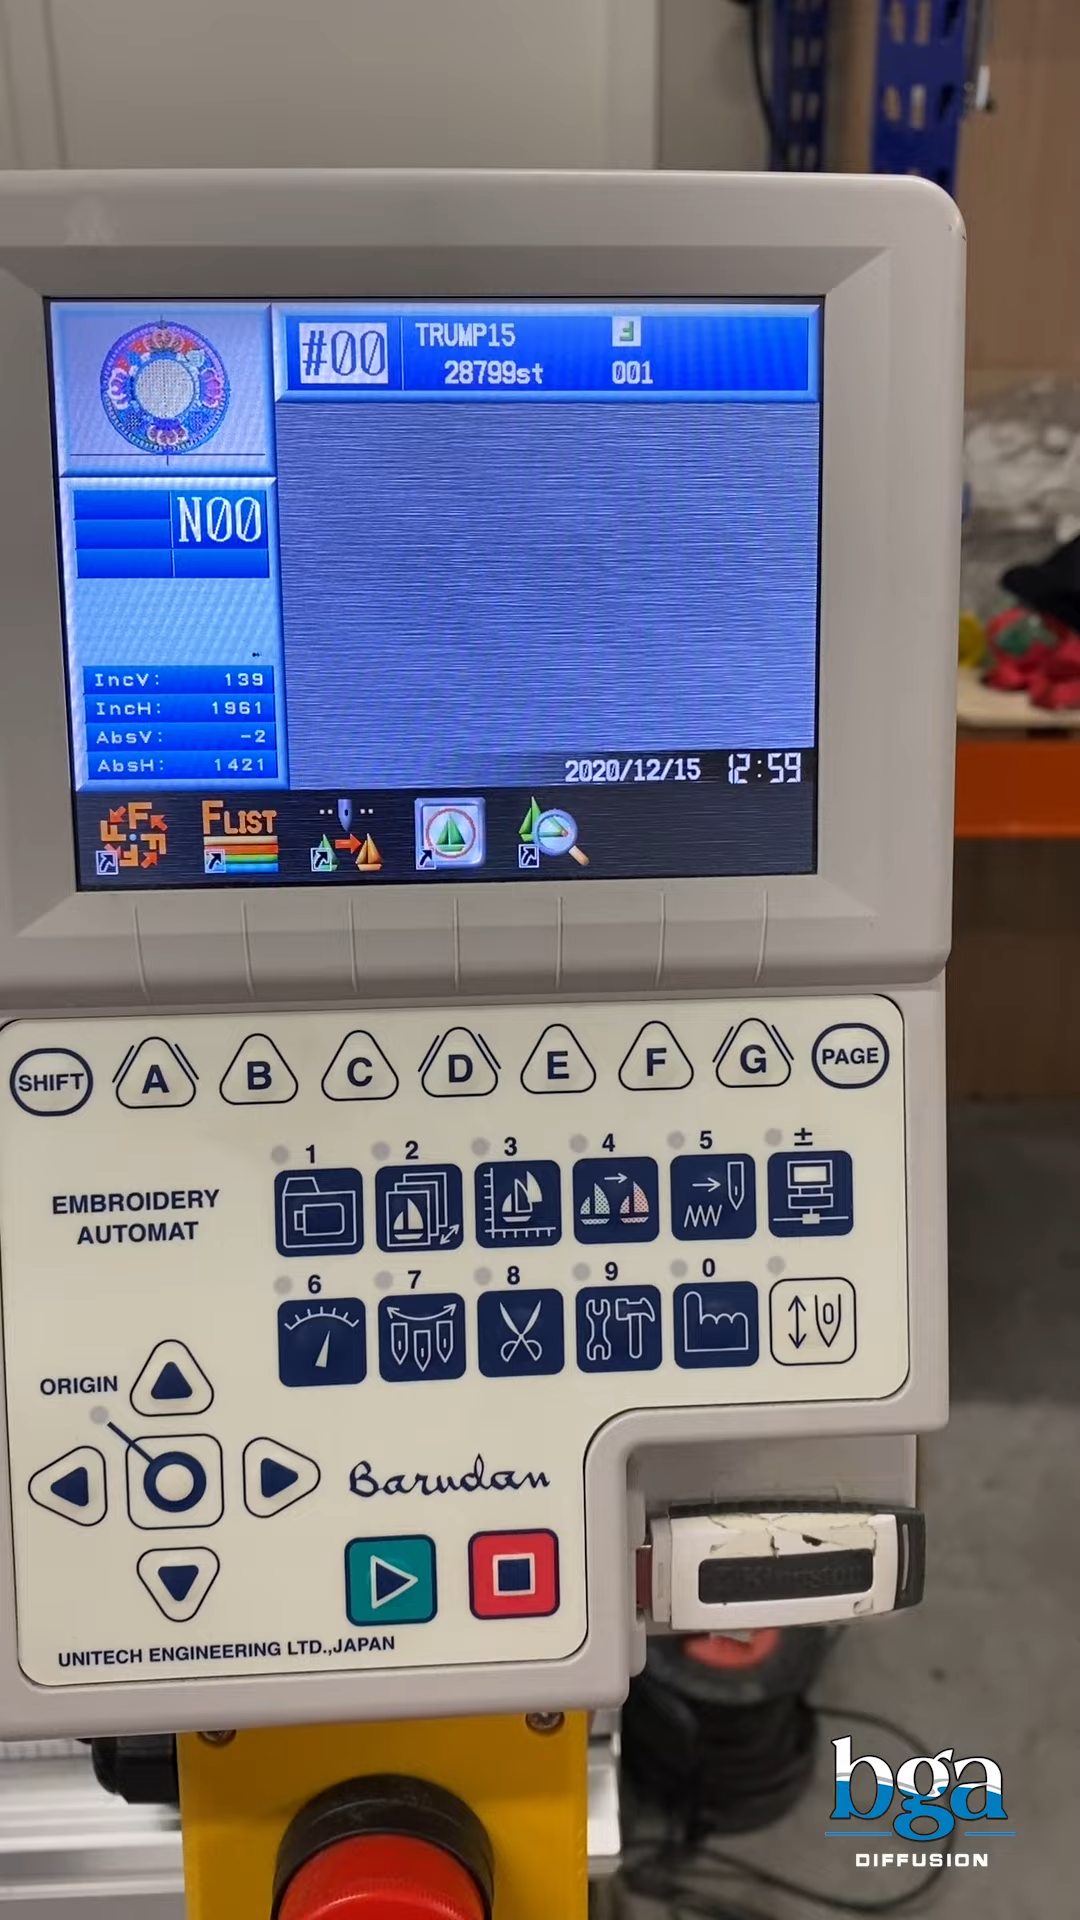 #00
TRUMP15
F
28799st
001
N00
IncV: 139
IncH: 1961
AbsV: -2
AbsH: 1421
2020/12/15 12:59
F F F F
FLIST
SHIFT A B C D E F G PAGE
1 2 3 4 5 ±
EMBROIDERY
AUTOMAT
6 7 8 9 0
ORIGIN
Barudan
UNITECH ENGINEERING LTD.,JAPAN
bga
DIFFUSION